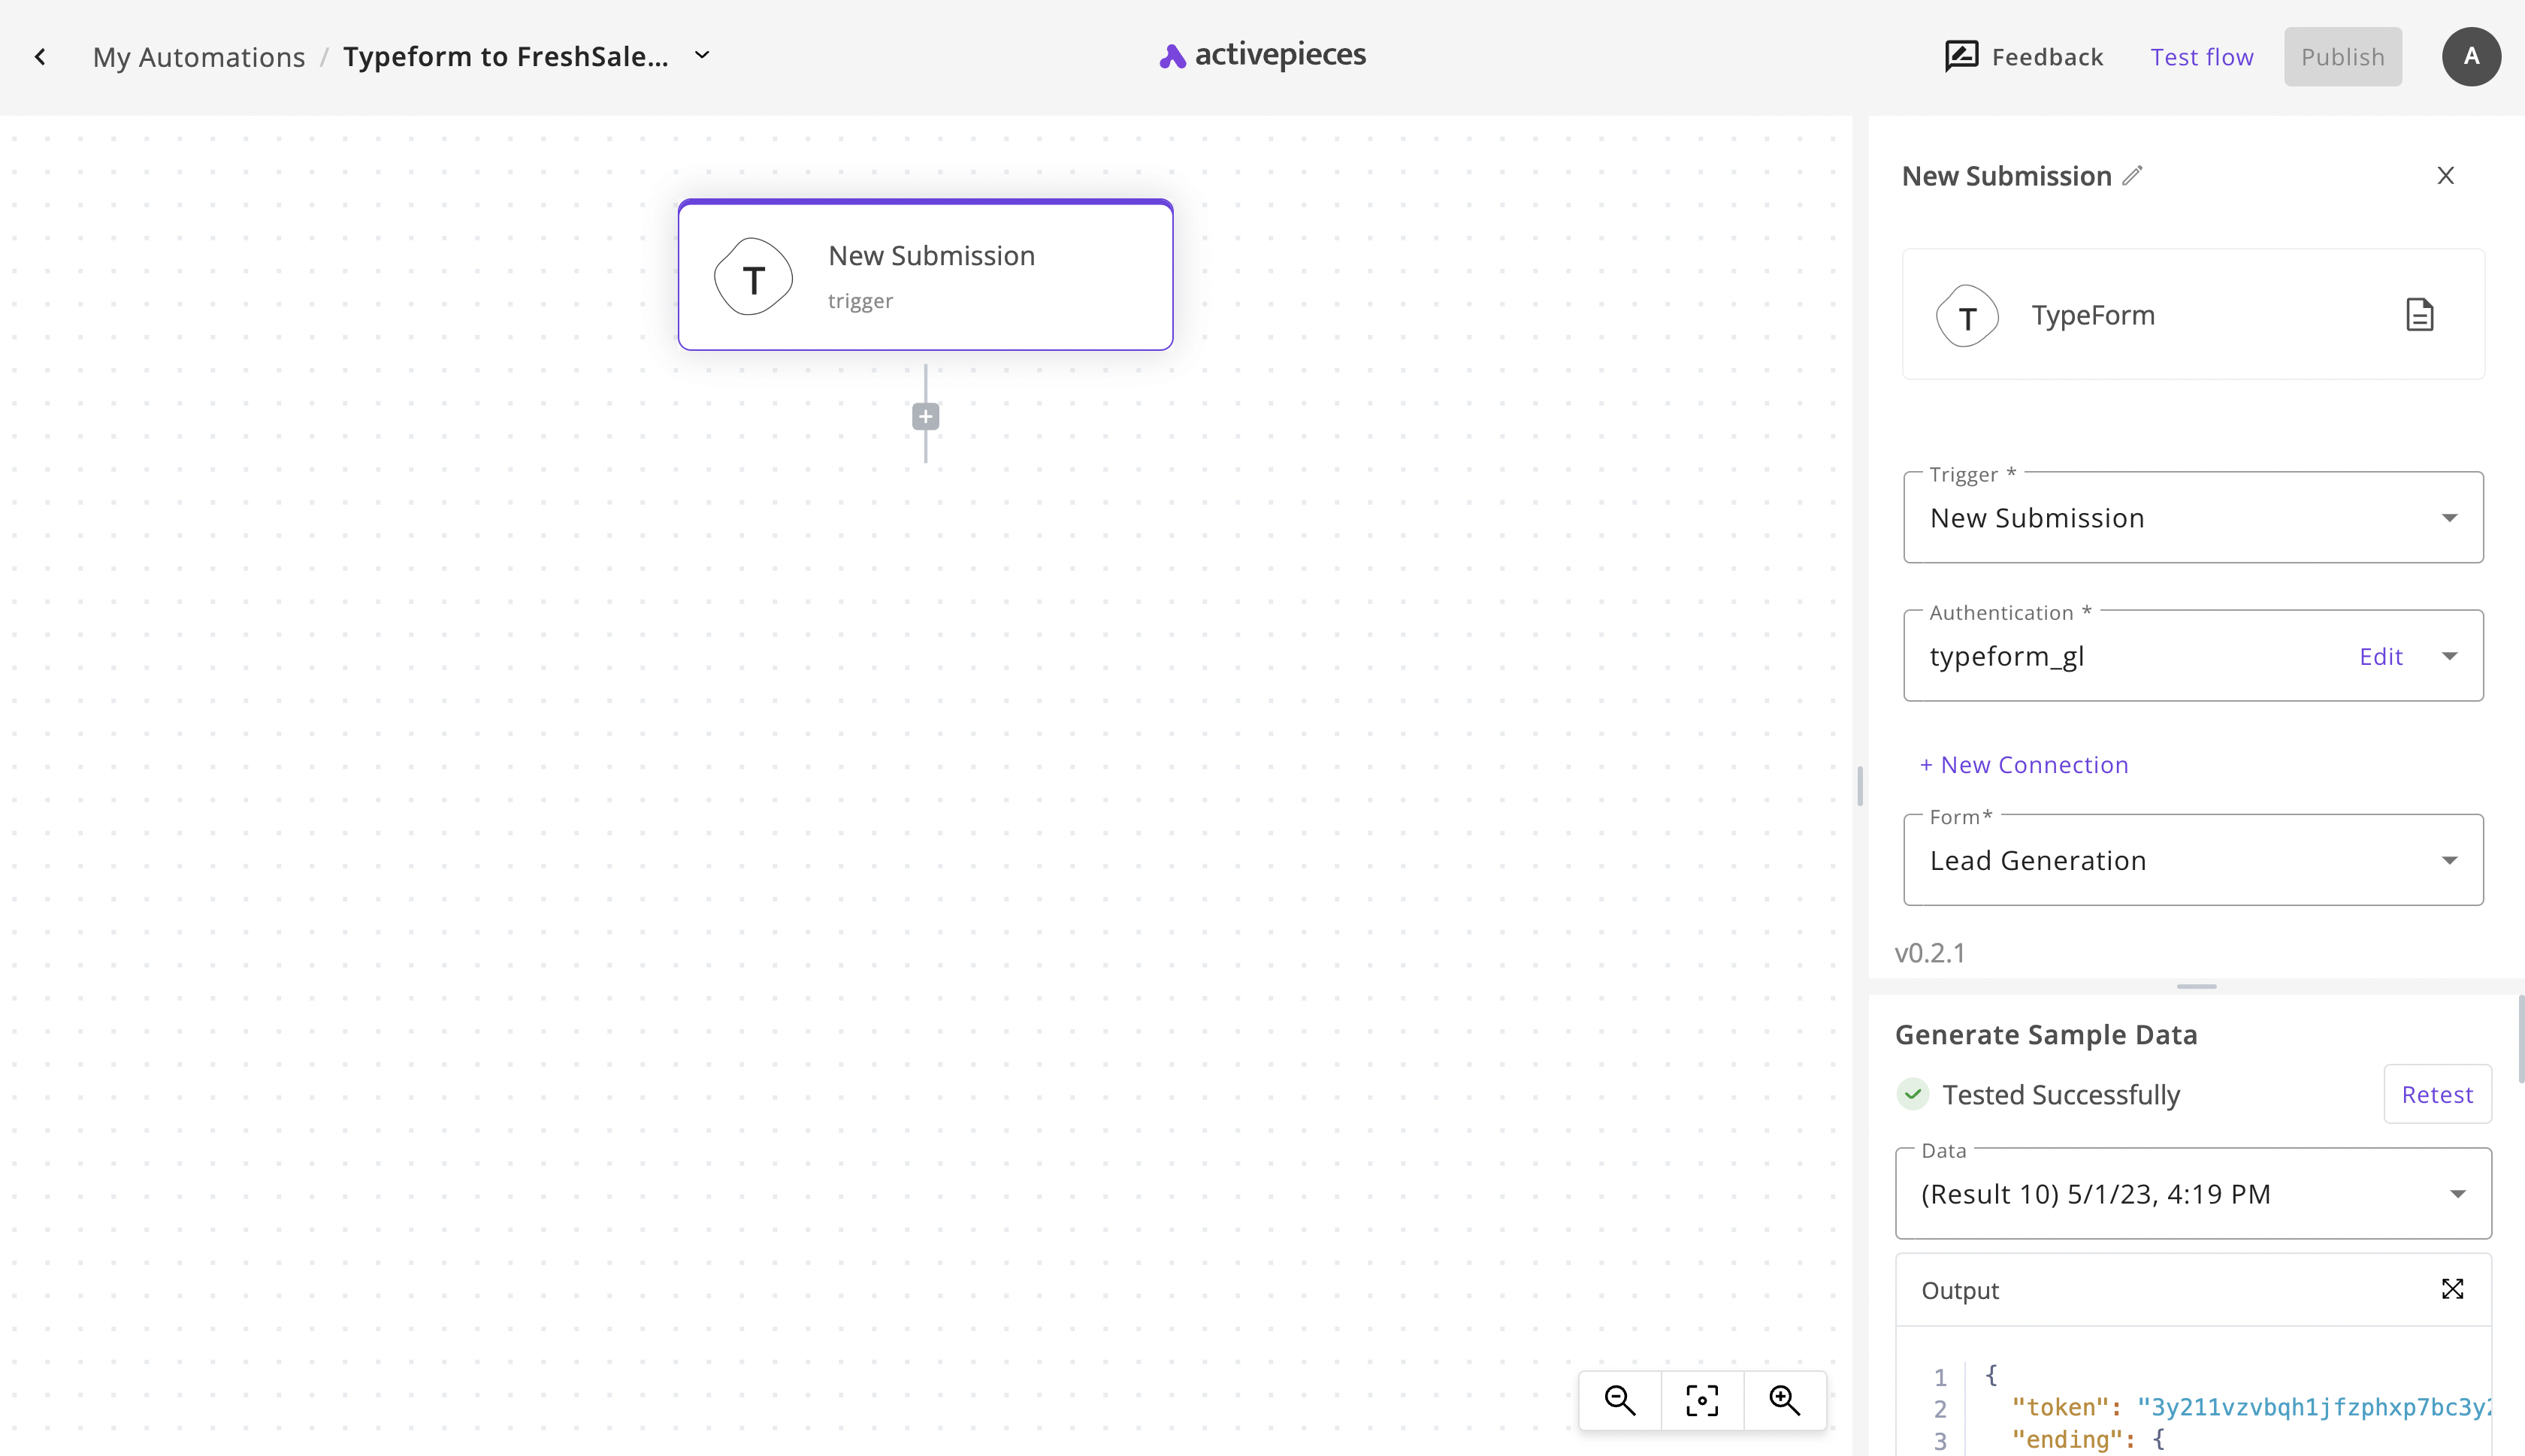 My Automations / Typeform to FreshSale...
activepieces
Feedback
Test flow
Publish
A
T
New Submission
trigger
New Submission
T
TypeForm
Trigger *
New Submission
Authentication *
typeform_gl
Edit
+ New Connection
Form*
Lead Generation
v0.2.1
Generate Sample Data
Tested Successfully
Retest
Data
(Result 10) 5/1/23, 4:19 PM
Output
1 {
2 "token": "3y211vzvbqh1jfzphxp7bc3y
3 "ending": {